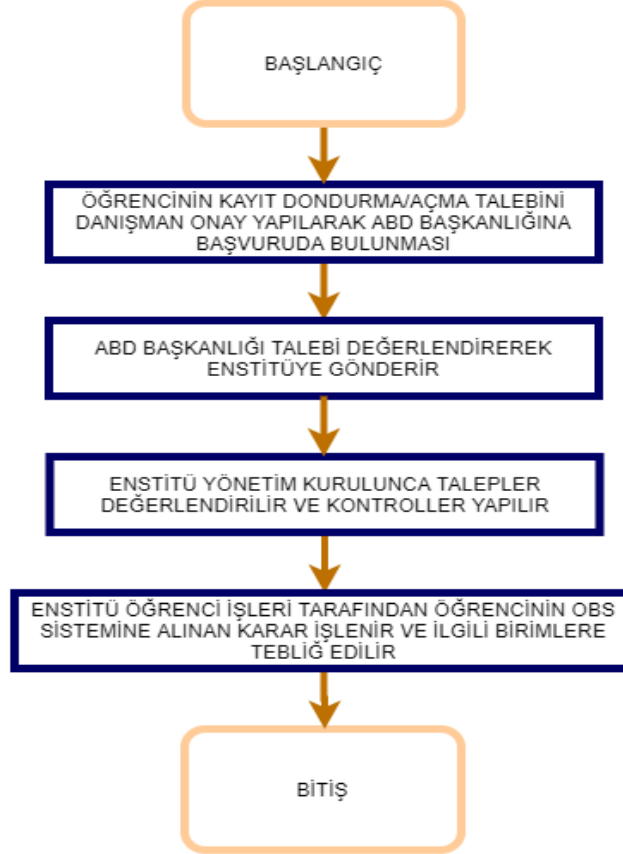 BAŞLANGIÇ
ÖĞRENCİNİN KAYIT DONDURMA/AÇMA TALEBİNİ
DANIŞMAN ONAY YAPILARAK ABD BAŞKANLIĞINA
BAŞVURUDA BULUNMASI
ABD BAŞKANLIĞI TALEBİ DEĞERLENDİREREK
ENSTİTÜYE GÖNDERİR
ENSTİTÜ YÖNETİM KURULUNCA TALEPLER
DEĞERLENDİRİLİR VE KONTROLLER YAPILIR
ENSTİTÜ ÖĞRENCİ İŞLERİ TARAFINDAN ÖĞRENCİNİN OBS
SİSTEMİNE ALINAN KARAR İŞLENİR VE İLGİLİ BİRİMLERE
TEBLİĞ EDİLİR
BİTİŞ